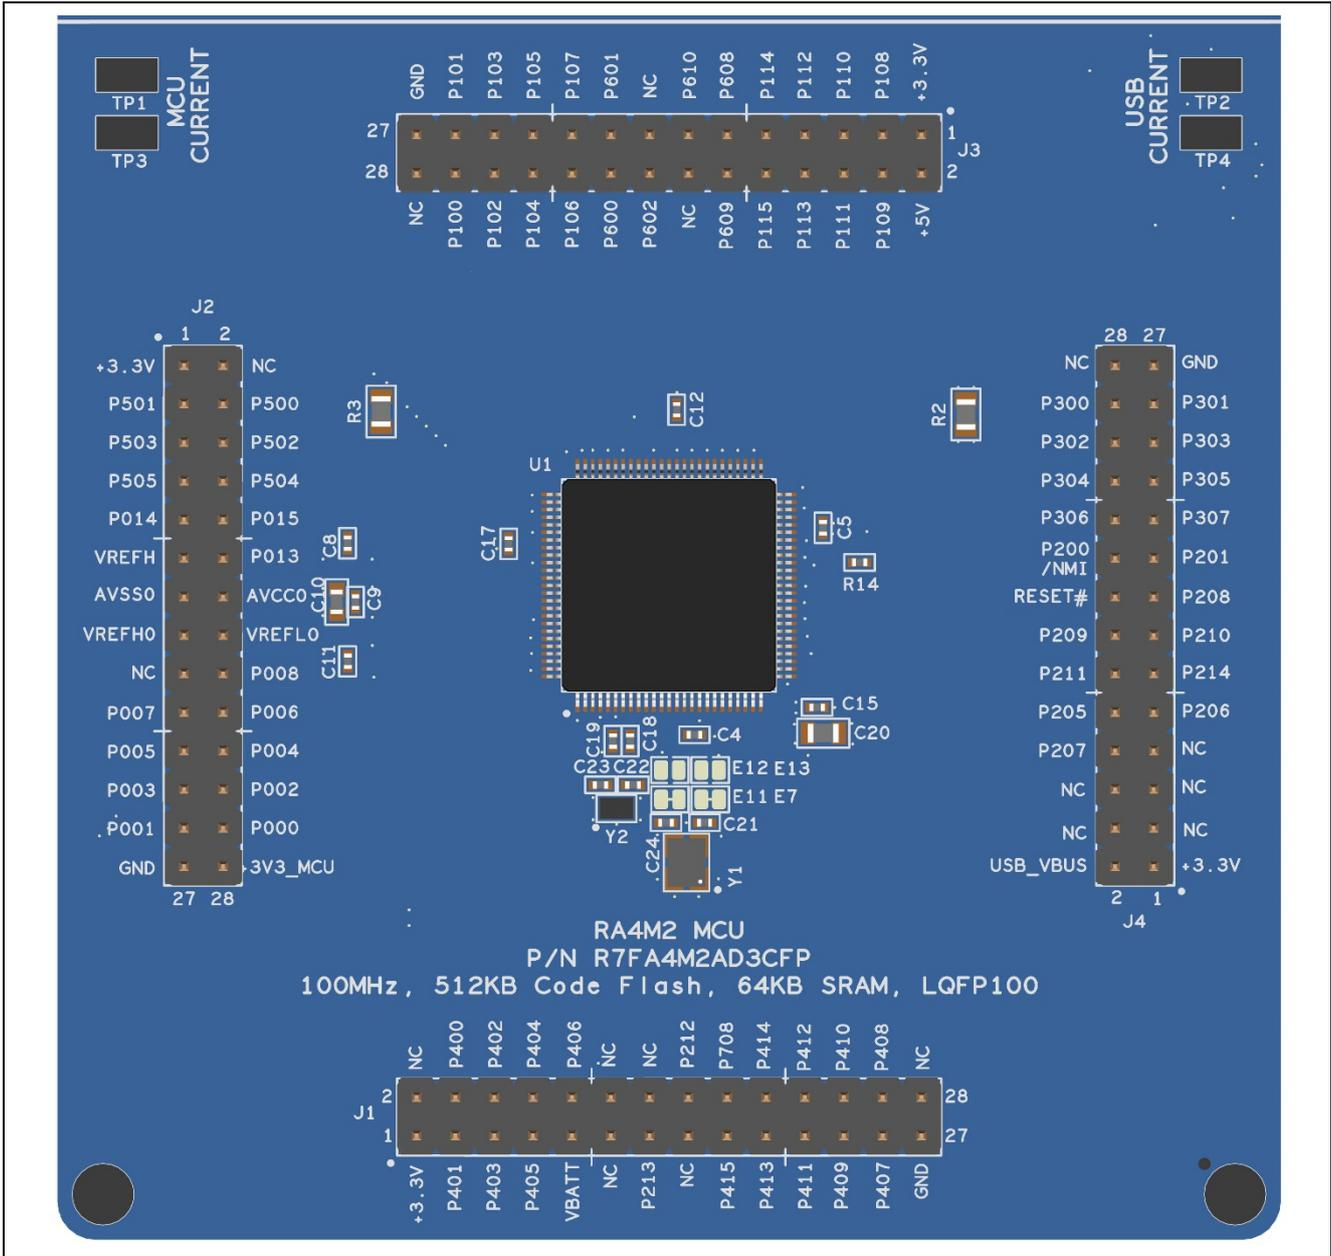 TP1
TP3
MCU
CURRENT
GND P101 P103 P105 P107 P601 NC P610 P608 P114 P112 P110 P108 +3.3V
27 1
J3
28 2
NC P100 P102 P104 P106 P600 P602 NC P609 P115 P113 P111 P109 +5V
USB
CURRENT
TP2
TP4
J2
1 2
+3.3V NC
P501 P500
P503 P502
P505 P504
P014 P015
VREFH P013
AVSS0 AVCC0
VREFH0 VREFL0
NC P008
P007 P006
P005 P004
P003 P002
P001 P000
GND +3V3_MCU
27 28
R3
C12
R2
U1
C17
C5
R14
C8
C10
C9
C11
C15
C20
C19
C18
C4
C23 C22
E12 E13
E11 E7
Y2
C21
C24
Y1
28 27
NC GND
P300 P301
P302 P303
P304 P305
P306 P307
P200
/NMI P201
RESET# P208
P209 P210
P211 P214
P205 P206
P207 NC
NC NC
NC NC
USB_VBUS +3.3V
2 1
J4
RA4M2 MCU
P/N R7FA4M2AD3CFP
100MHz, 512KB Code Flash, 64KB SRAM, LQFP100
NC P400 P402 P404 P406 NC NC P212 P708 P414 P412 P410 P408 NC
2 28
J1
1 27
+3.3V P401 P403 P405 VBATT NC P213 NC P415 P413 P411 P409 P407 GND